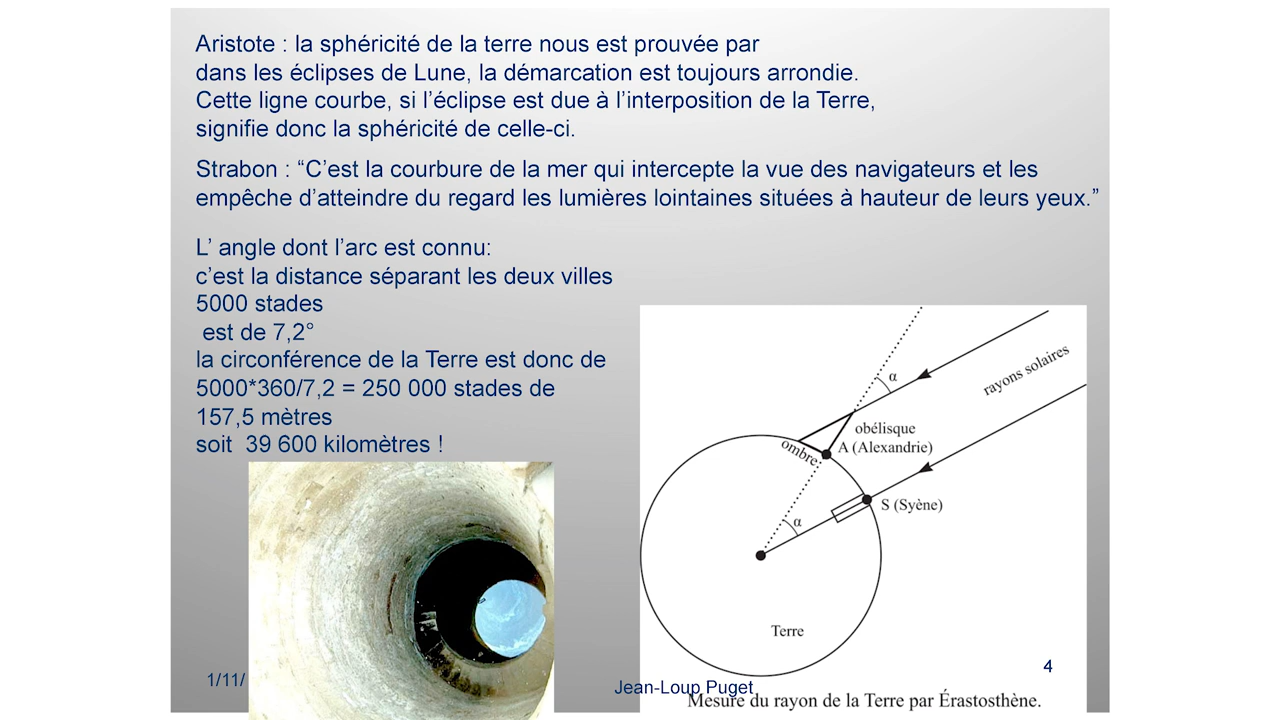 Aristote : la sphéricité de la terre nous est prouvée par
dans les éclipses de Lune, la démarcation est toujours arrondie.
Cette ligne courbe, si l’éclipse est due à l’interposition de la Terre,
signifie donc la sphéricité de celle-ci.
Strabon : “C’est la courbure de la mer qui intercepte la vue des navigateurs et les
empêche d’atteindre du regard les lumières lointaines situées à hauteur de leurs yeux.”
L’ angle dont l’arc est connu:
c’est la distance séparant les deux villes
5000 stades
est de 7,2°
la circonférence de la Terre est donc de
5000*360/7,2 = 250 000 stades de
157,5 mètres
soit 39 600 kilomètres !
α
rayons solaires
obélisque
ombre
A (Alexandrie)
S (Syène)
α
Terre
Mesure du rayon de la Terre par Érastosthène.
1/11/
Jean-Loup Puget
4